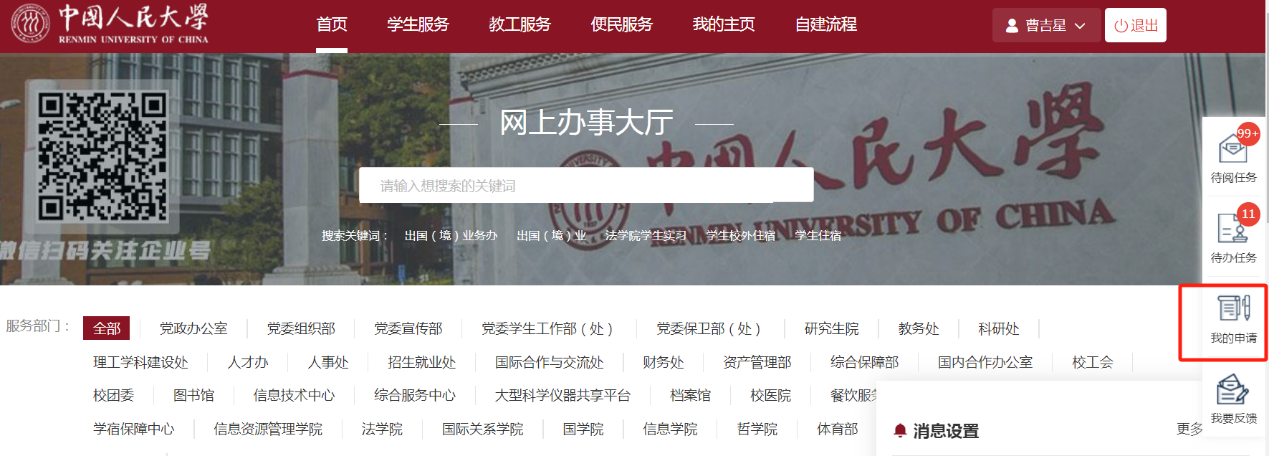 中國人民大學
RENMIN UNIVERSITY OF CHINA
首页 学生服务 教工服务 便民服务 我的主页 自建流程
曹吉星 退出
网上办事大厅
中国人民大學
RENMIN UNIVERSITY OF CHINA
请输入想搜索的关键词
搜索关键词： 出国（境）业务办 出国（境）业 法学院学生实习 学生校外住宿 学生住宿
微信扫码关注企业号
99+
待阅任务
11
待办任务
我的申请
我要反馈
服务部门： 全部 党政办公室 党委组织部 党委宣传部 党委学生工作部（处） 党委保卫部（处） 研究生院 教务处 科研处
理工学科建设处 人才办 人事处 招生就业处 国际合作与交流处 财务处 资产管理部 综合保障部 国内合作办公室 校工会
校团委 图书馆 信息技术中心 综合服务中心 大型科学仪器共享平台 档案馆 校医院 餐饮服
学宿保障中心 信息资源管理学院 法学院 国际关系学院 国学院 信息学院 哲学院 体育部
消息设置 更多